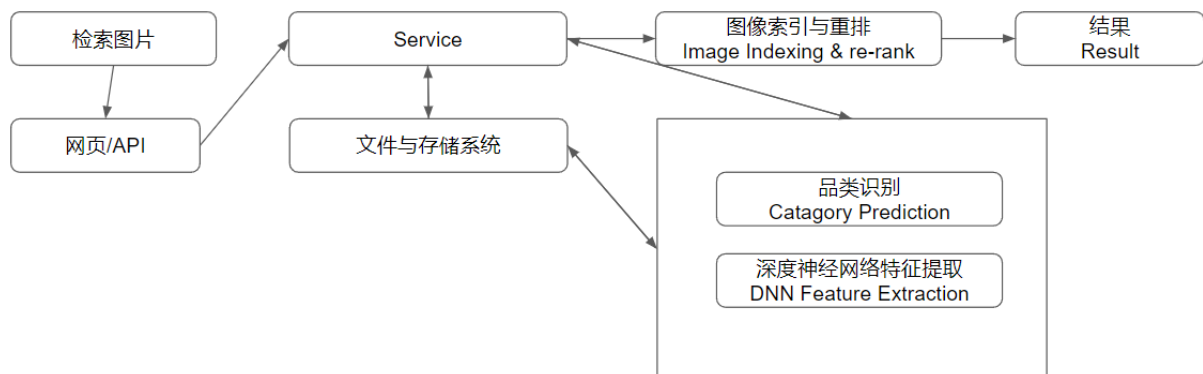 检索图片
Service
图像索引与重排
Image Indexing & re-rank
结果
Result
网页/API
文件与存储系统
品类识别
Catagory Prediction
深度神经网络特征提取
DNN Feature Extraction